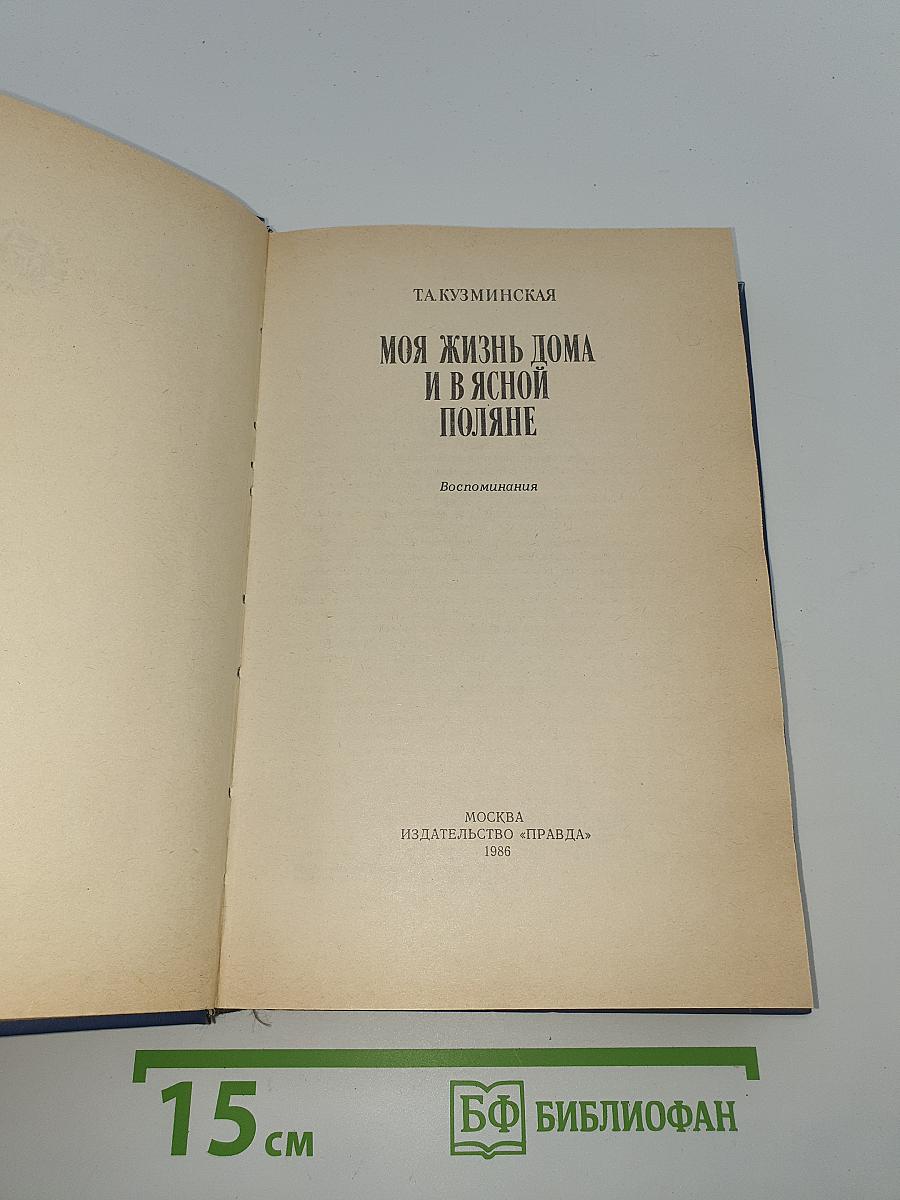 Т.А.КУЗМИНСКАЯ
МОЯ ЖИЗНЬ ДОМА
И В ЯСНОЙ
ПОЛЯНЕ
Воспоминания
МОСКВА
ИЗДАТЕЛЬСТВО «ПРАВДА»
1986
15 см
БФ БИБЛИОФАН